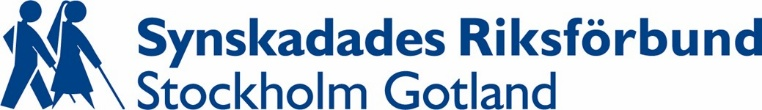 Synskadades Riksförbund
Stockholm Gotland